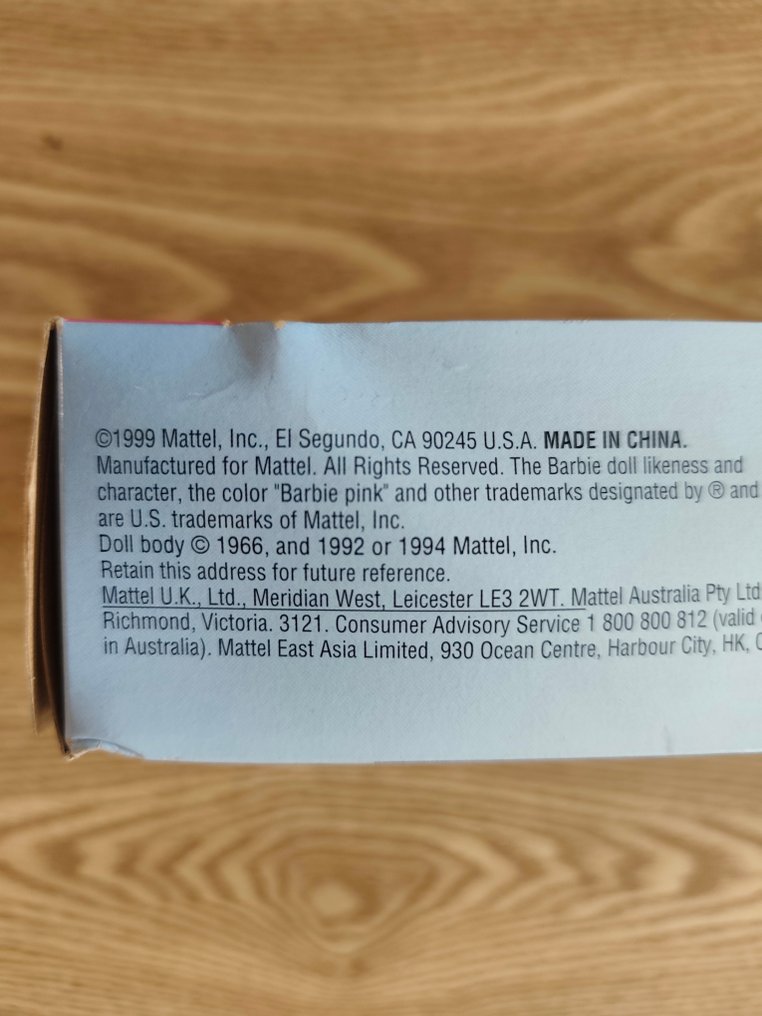 ©1999 Mattel, Inc., El Segundo, CA 90245 U.S.A. MADE IN CHINA.
Manufactured for Mattel. All Rights Reserved. The Barbie doll likeness and
character, the color "Barbie pink" and other trademarks designated by ® and
are U.S. trademarks of Mattel, Inc.
Doll body © 1966, and 1992 or 1994 Mattel, Inc.
Retain this address for future reference.
Mattel U.K., Ltd., Meridian West, Leicester LE3 2WT. Mattel Australia Pty Ltd
Richmond, Victoria. 3121. Consumer Advisory Service 1 800 800 812 (valid
in Australia). Mattel East Asia Limited, 930 Ocean Centre, Harbour City, HK,